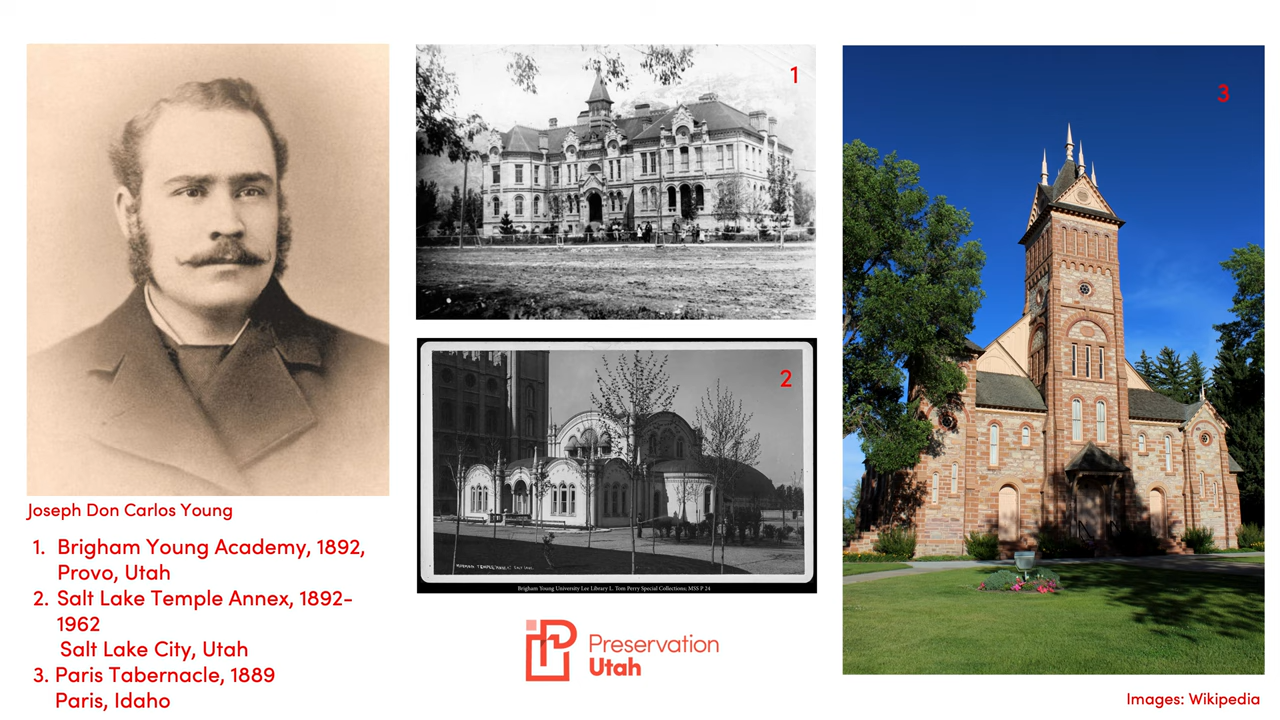 Joseph Don Carlos Young
1. Brigham Young Academy, 1892,
Provo, Utah
2. Salt Lake Temple Annex, 1892-
1962
Salt Lake City, Utah
3. Paris Tabernacle, 1889
Paris, Idaho
1
2
Brigham Young University Lee Library L. Tom Perry Special Collections; MSS P 24
Preservation
Utah
3
Images: Wikipedia